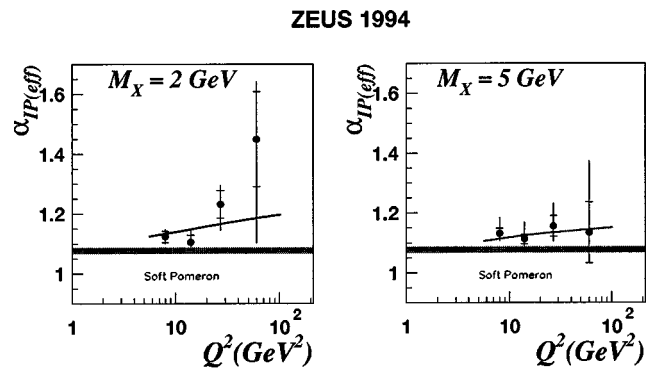 ZEUS 1994
α_IP(eff)
M_X = 2 GeV
1.6
1.4
1.2
1
Soft Pomeron
1
10
10^2
Q^2(GeV^2)
α_IP(eff)
M_X = 5 GeV
1.6
1.4
1.2
1
Soft Pomeron
1
10
10^2
Q^2(GeV^2)